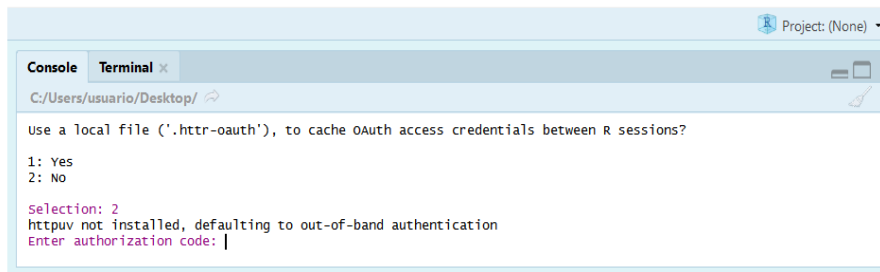 Project: (None)
Console Terminal
C:/Users/usuario/Desktop/
Use a local file ('.httr-oauth'), to cache OAuth access credentials between R sessions?
1: Yes
2: No
Selection: 2
httpuv not installed, defaulting to out-of-band authentication
Enter authorization code: